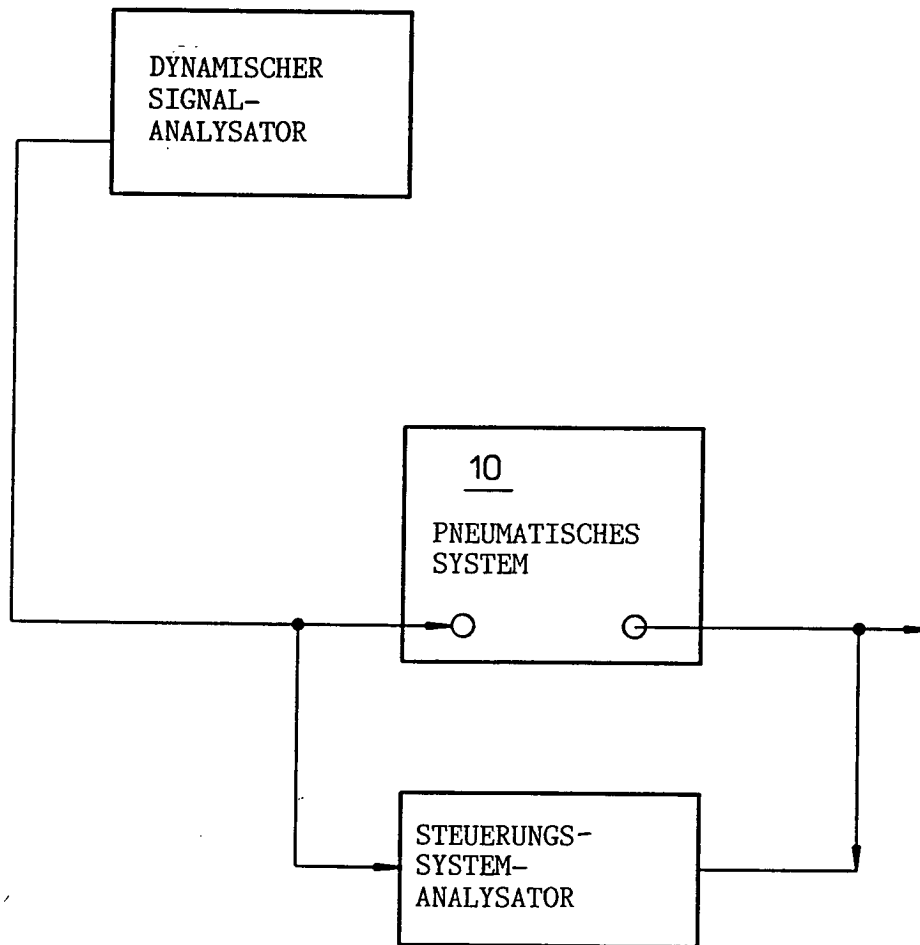 DYNAMISCHER
SIGNAL-
ANALYSATOR
10
PNEUMATISCHES
SYSTEM
STEUERUNGS-
SYSTEM-
ANALYSATOR